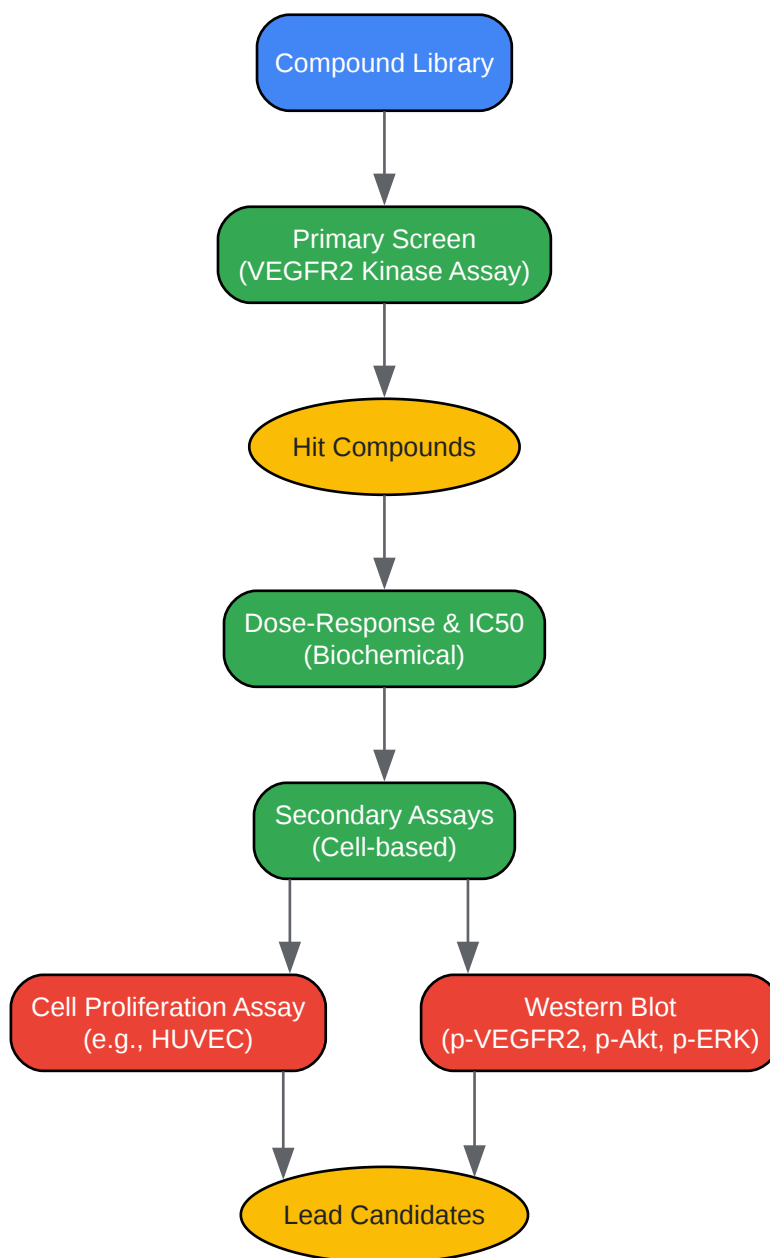 Compound Library
Primary Screen
(VEGFR2 Kinase Assay)
Hit Compounds
Dose-Response & IC50
(Biochemical)
Secondary Assays
(Cell-based)
Cell Proliferation Assay
(e.g., HUVEC)
Western Blot
(p-VEGFR2, p-Akt, p-ERK)
Lead Candidates